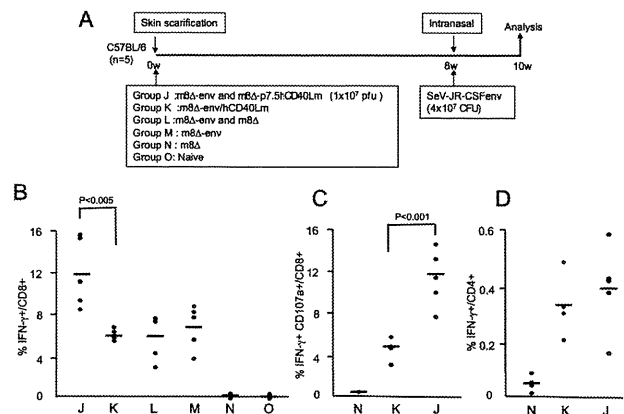 A
Skin scarification
Intranasal
Analysis
C57BL/6
(n=5)
0w
8w
10w
Group J :m8Δ-env and m8Δ-p7.5hCD40Lm (1x10⁷ pfu )
Group K :m8Δ-env/hCD40Lm
Group L :m8Δ-env and m8Δ
Group M : m8Δ-env
Group N : m8Δ
Group O: Naive
SeV-JR-CSFenv
(4x10⁷ CFU)
B
P<0.005
% IFN-γ+/CD8+
16
12
8
4
0
J K L M N O
C
P<0.001
% IFN-γ+ CD107a+/CD8+
16
12
8
4
0
N K J
D
% IFN-γ+/CD4+
0.6
0.4
0.2
0
N K J